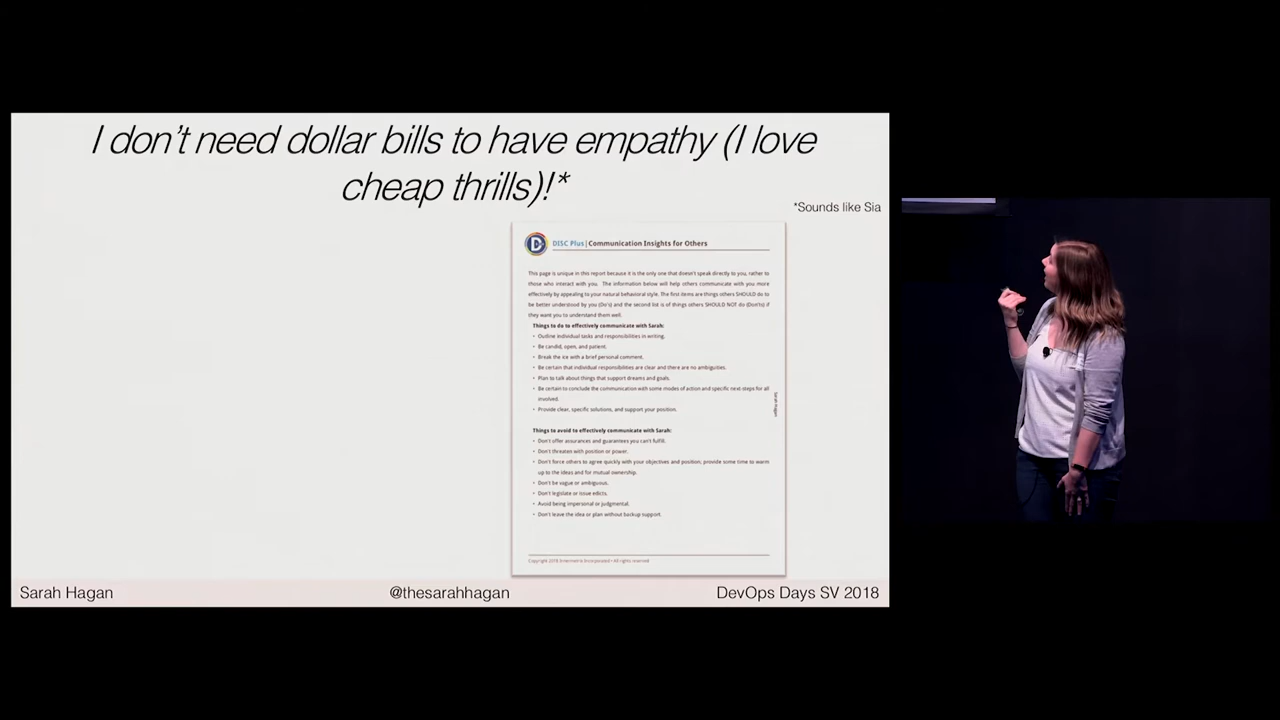 I don't need dollar bills to have empathy (I love
cheap thrills)!*
*Sounds like Sia
D
DISC Plus | Communication Insights for Others
This page is unique in this report because it is the only one that doesn't speak directly to you, rather to
those who interact with you. The information below will help others communicate with you more
effectively by appealing to your natural behavioral style. The first items are things others SHOULD do to
be better understood by you (Do's) and the second list is of things others SHOULD NOT do (Don'ts) if
they want you to understand them well.
Things to do to effectively communicate with Sarah:
• Outline individual tasks and responsibilities in writing.
• Be candid, open, and patient.
• Break the ice with a brief personal comment.
• Be certain that individual responsibilities are clear and there are no ambiguities.
• Plan to talk about things that support dreams and goals.
• Be certain to conclude the communication with some modes of action and specific next steps for all
involved.
• Provide clear, specific solutions, and support your position.
Sarah Hagan
Things to avoid to effectively communicate with Sarah:
• Don't offer assurances and guarantees you can't fulfill.
• Don't threaten with position or power.
• Don't force others to agree quickly with your objectives and position; provide some time to warm
up to the ideas and for mutual ownership.
• Don't be vague or ambiguous.
• Don't legislate or issue edicts.
• Avoid being impersonal or judgmental.
• Don't leave the idea or plan without backup support.
Copyright 2018 Incorporated • All rights reserved
Sarah Hagan
@thesarahhagan
DevOps Days SV 2018